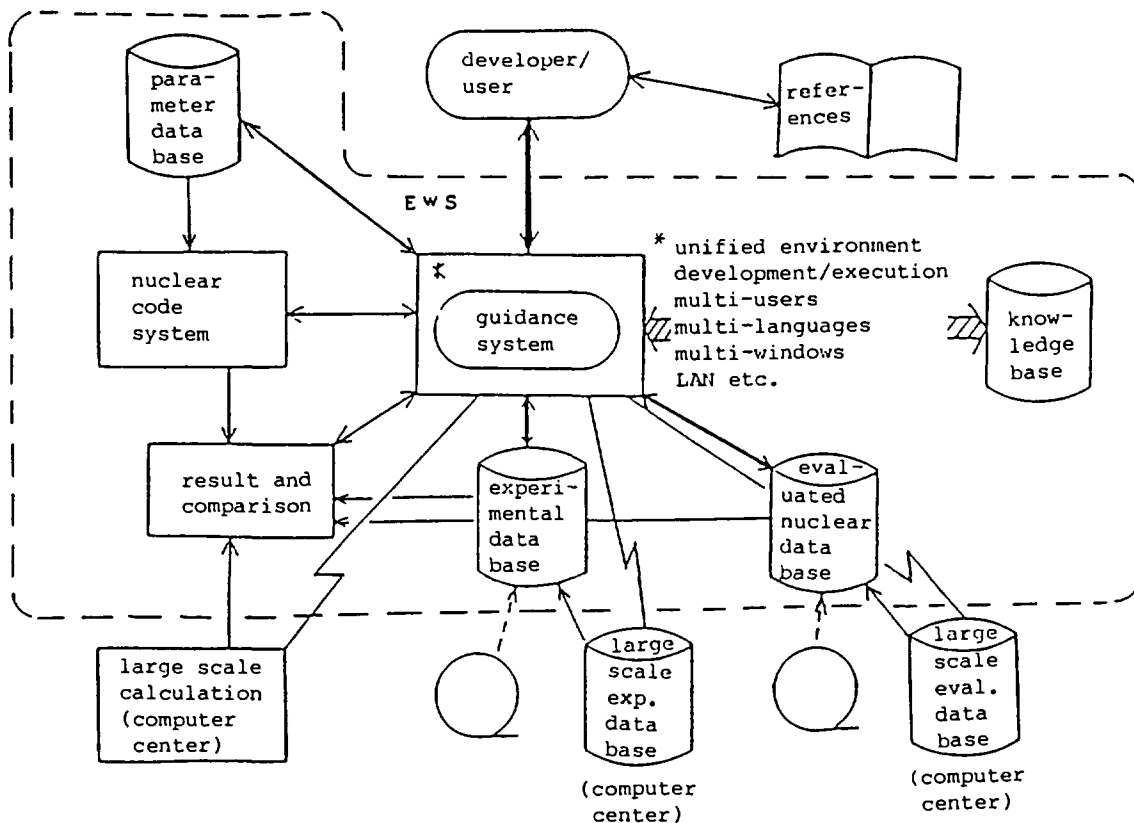 para-
meter
data
base
developer/
user
refer-
ences
EWS
nuclear
code
system
*
guidance
system
* unified environment
development/execution
multi-users
multi-languages
multi-windows
LAN etc.
know-
ledge
base
result and
comparison
experi-
mental
data
base
eval-
uated
nuclear
data
base
large scale
calculation
(computer
center)
large
scale
exp.
data
base
(computer
center)
large
scale
eval.
data
base
(computer
center)